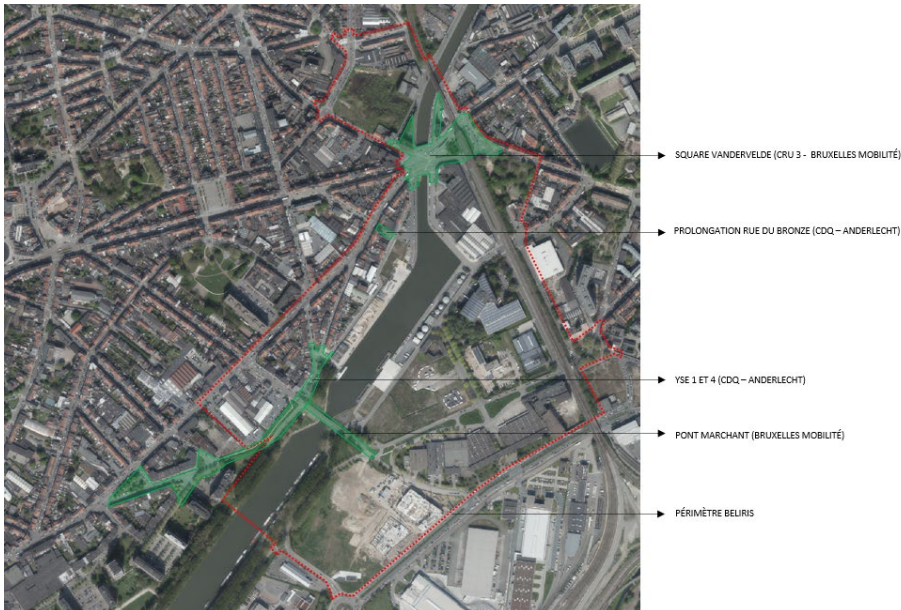 SQUARE VANDERVELDE (CRU 3 - BRUXELLES MOBILITÉ)
PROLONGATION RUE DU BRONZE (CDQ – ANDERLECHT)
YSE 1 ET 4 (CDQ – ANDERLECHT)
PONT MARCHANT (BRUXELLES MOBILITÉ)
PÉRIMÈTRE BELIRIS